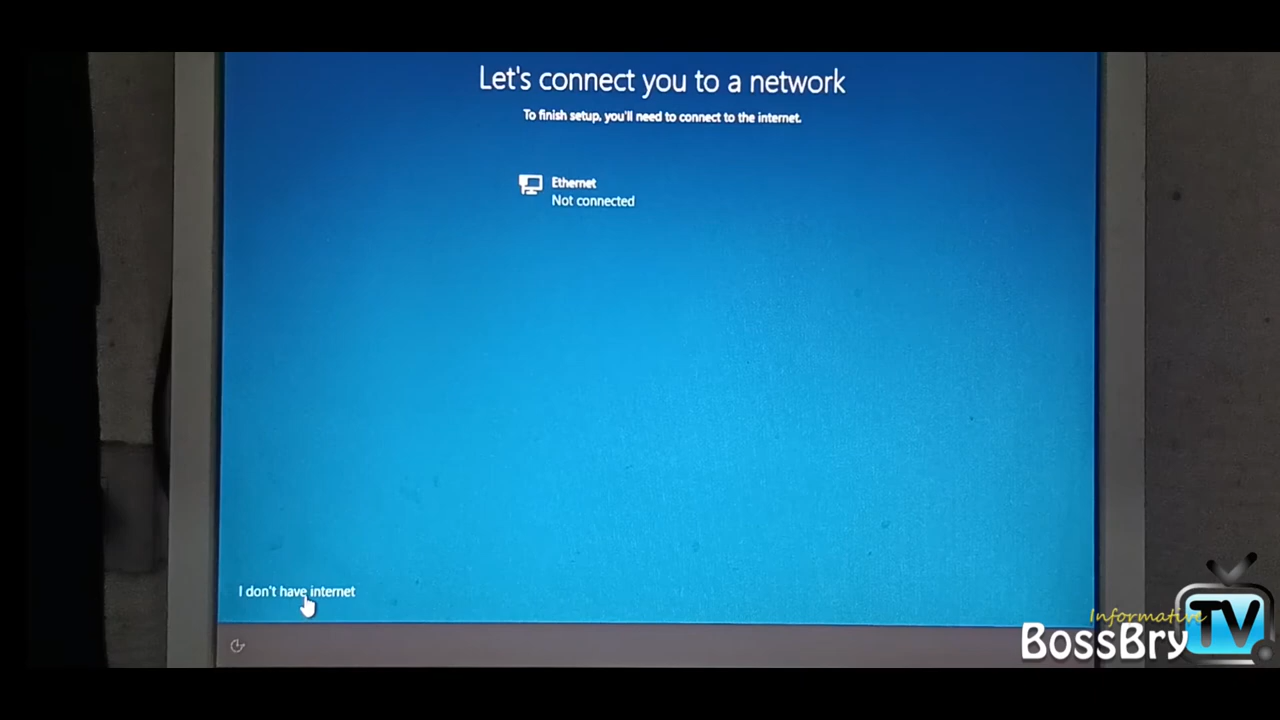 Let's connect you to a network
To finish setup, you'll need to connect to the internet.
Ethernet
Not connected
I don't have internet
Informative
BossBry TV